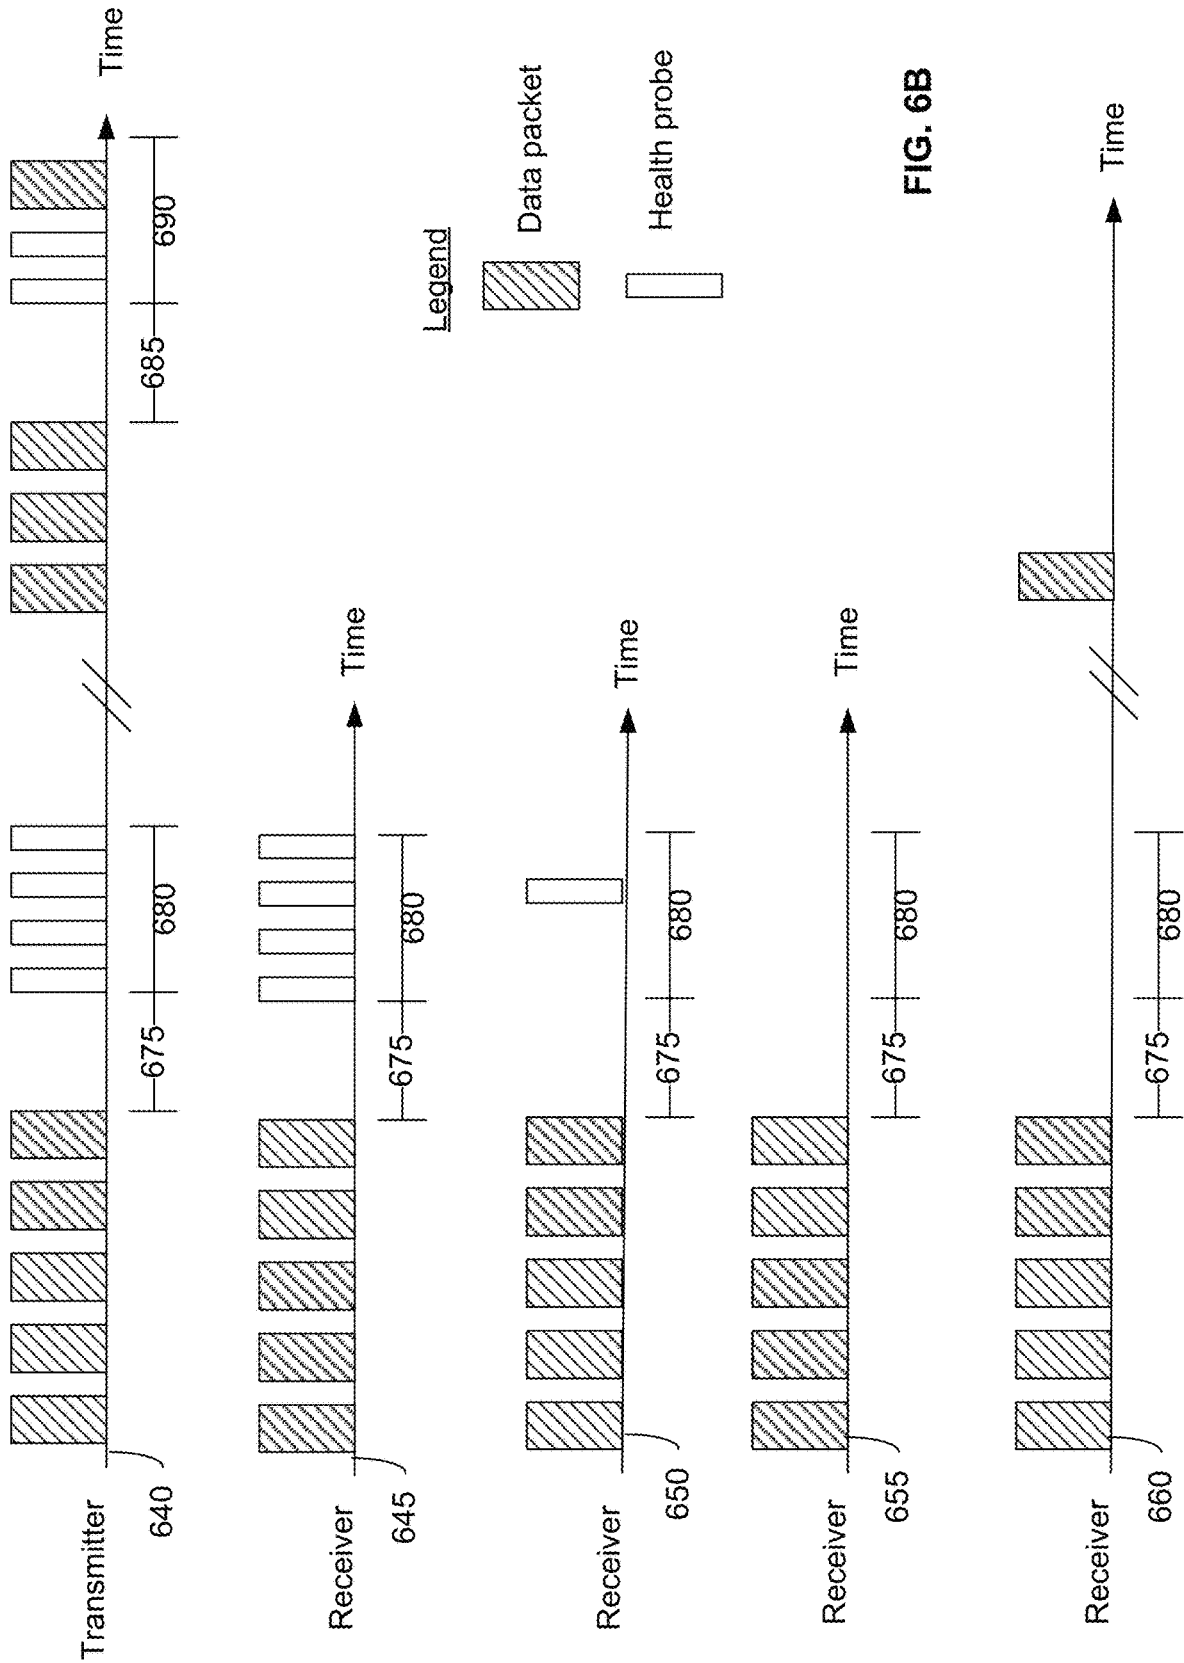 Transmitter
640
675
680
685
690
Time
Receiver
645
675
680
Time
Legend
Data packet
Health probe
Receiver
650
675
680
Time
Receiver
655
675
680
Time
FIG. 6B
Receiver
660
675
680
Time